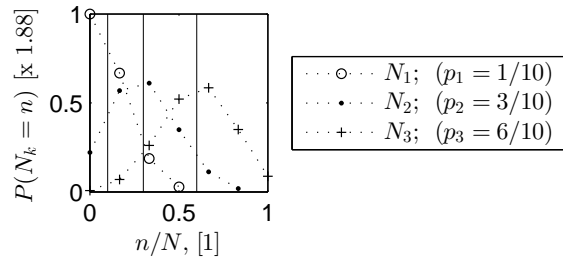 P(N_k = n) [x 1.88]
1
0.5
0
0 0.5 1
n/N, [1]
N_1; (p_1 = 1/10)
N_2; (p_2 = 3/10)
N_3; (p_3 = 6/10)